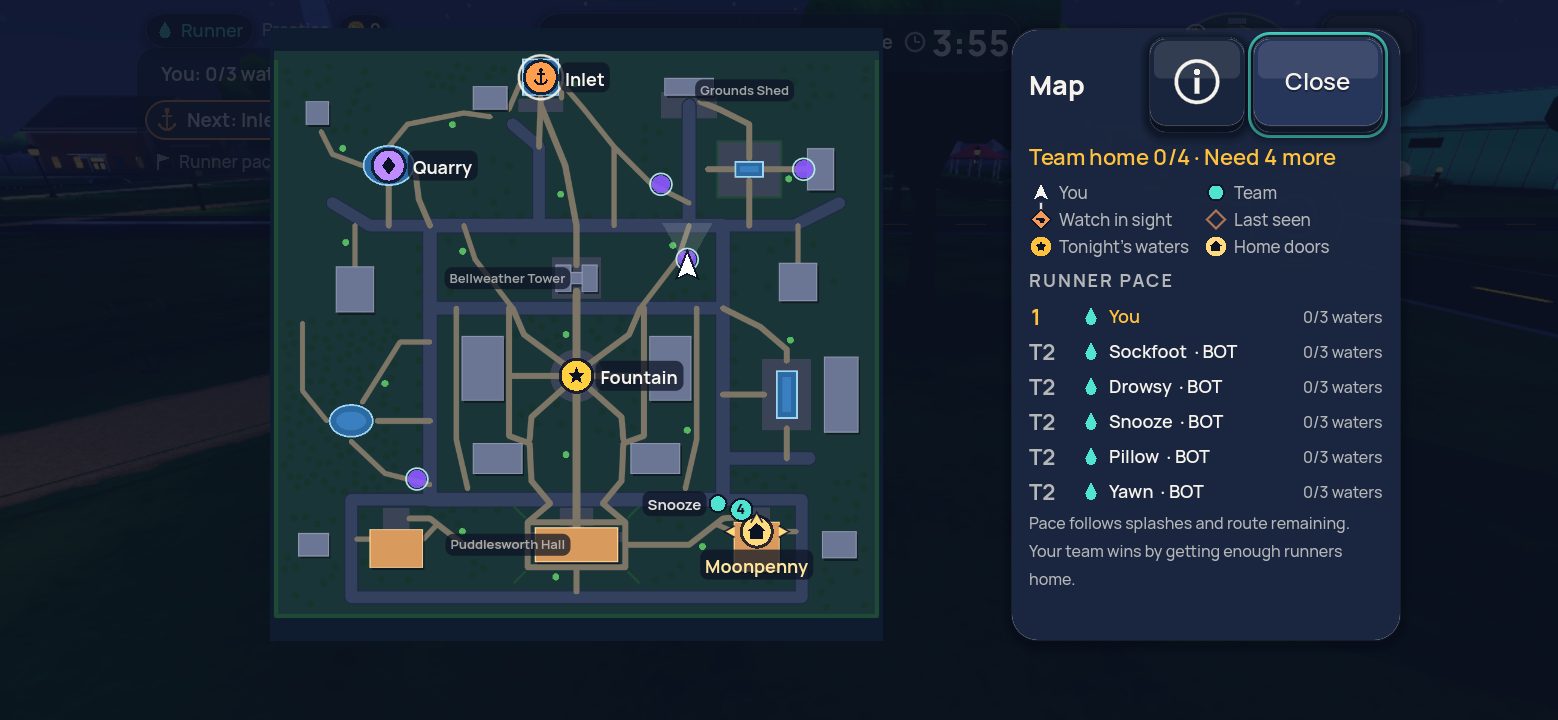 Runner
3:55
You: 0/3 wat
Next: Inle
Runner pac
Inlet
Grounds Shed
Quarry
Bellweather Tower
Fountain
Snooze
4
Puddlesworth Hall
Moonpenny
Map
Close
Team home 0/4 · Need 4 more
You
Team
Watch in sight
Last seen
Tonight's waters
Home doors
RUNNER PACE
1 You 0/3 waters
T2 Sockfoot · BOT 0/3 waters
T2 Drowsy · BOT 0/3 waters
T2 Snooze · BOT 0/3 waters
T2 Pillow · BOT 0/3 waters
T2 Yawn · BOT 0/3 waters
Pace follows splashes and route remaining.
Your team wins by getting enough runners
home.